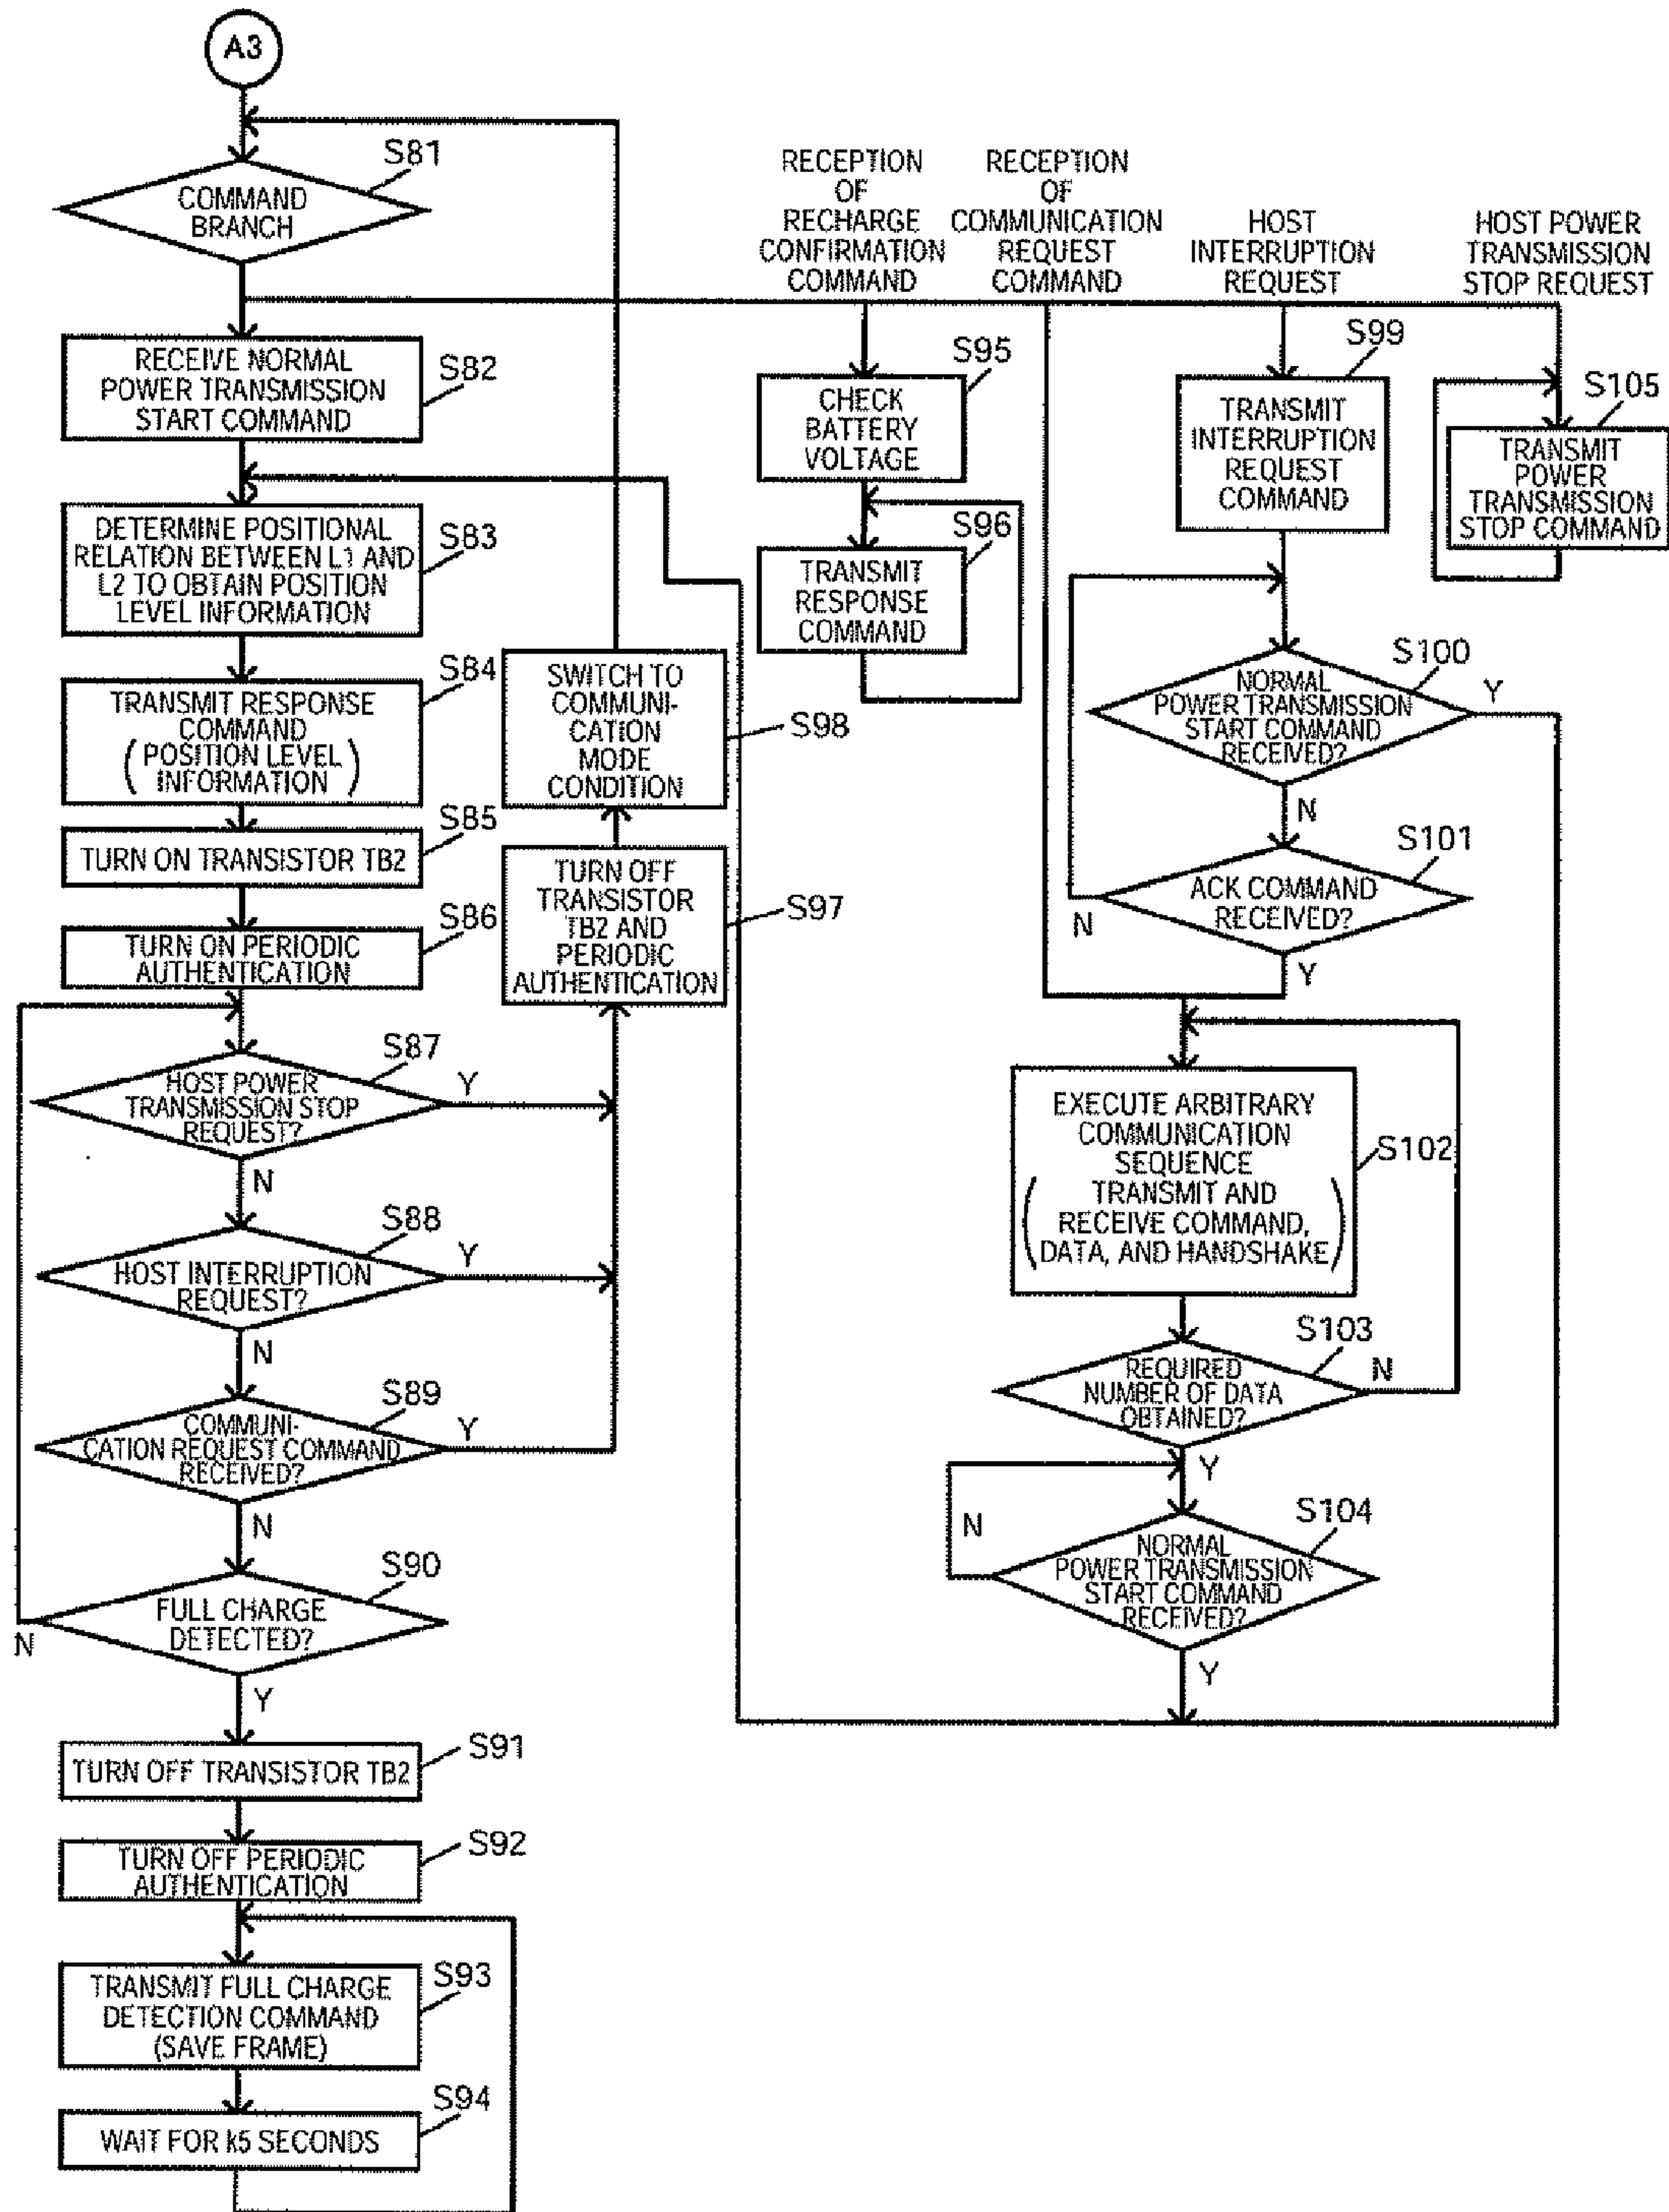 A3
S81
COMMAND
BRANCH
RECEPTION
OF
RECHARGE
CONFIRMATION
COMMAND
RECEPTION
OF
COMMUNICATION
REQUEST
COMMAND
HOST
INTERRUPTION
REQUEST
HOST POWER
TRANSMISSION
STOP REQUEST
RECEIVE NORMAL
POWER TRANSMISSION
START COMMAND
S82
DETERMINE POSITIONAL
RELATION BETWEEN L1 AND
L2 TO OBTAIN POSITION
LEVEL INFORMATION
S83
TRANSMIT RESPONSE
COMMAND
(POSITION LEVEL
INFORMATION)
S84
TURN ON TRANSISTOR TB2
S85
TURN ON PERIODIC
AUTHENTICATION
S86
HOST POWER
TRANSMISSION STOP
REQUEST?
S87
Y
N
HOST INTERRUPTION
REQUEST?
S88
Y
N
COMMUNI-
CATION REQUEST COMMAND
RECEIVED?
S89
Y
N
FULL CHARGE
DETECTED?
S90
N
Y
TURN OFF TRANSISTOR TB2
S91
TURN OFF PERIODIC
AUTHENTICATION
S92
TRANSMIT FULL CHARGE
DETECTION COMMAND
(SAVE FRAME)
S93
WAIT FOR k5 SECONDS
S94
SWITCH TO
COMMUNI-
CATION
MODE
CONDITION
S98
TURN OFF
TRANSISTOR
TB2 AND
PERIODIC
AUTHENTICATION
S97
CHECK
BATTERY
VOLTAGE
S95
TRANSMIT
RESPONSE
COMMAND
S96
TRANSMIT
INTERRUPTION
REQUEST
COMMAND
S99
NORMAL
POWER TRANSMISSION
START COMMAND
RECEIVED?
S100
Y
N
ACK COMMAND
RECEIVED?
S101
N
Y
EXECUTE ARBITRARY
COMMUNICATION
SEQUENCE
(TRANSMIT AND
RECEIVE COMMAND,
DATA, AND HANDSHAKE)
S102
REQUIRED
NUMBER OF DATA
OBTAINED?
S103
N
Y
NORMAL
POWER TRANSMISSION
START COMMAND
RECEIVED?
S104
N
Y
TRANSMIT
POWER
TRANSMISSION
STOP COMMAND
S105